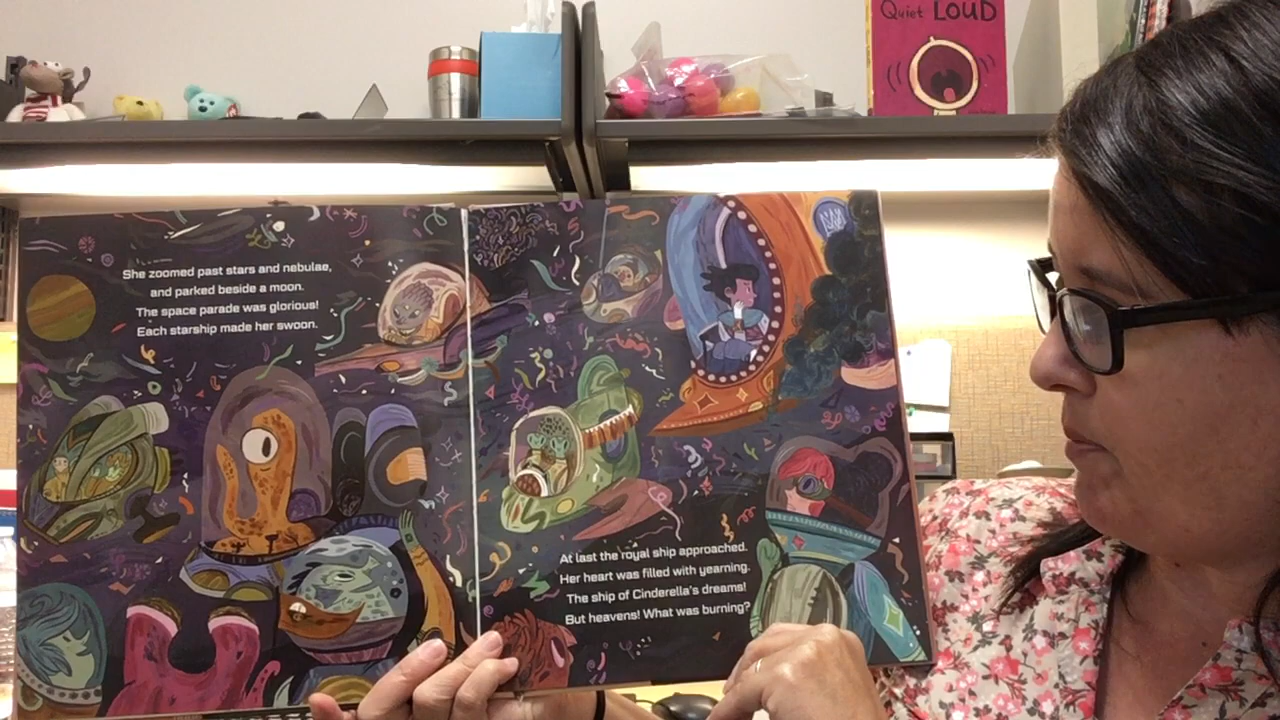 Quiet LOUD
She zoomed past stars and nebulae,
and parked beside a moon.
The space parade was glorious!
Each starship made her swoon.
At last the royal ship approached.
Her heart was filled with yearning.
The ship of Cinderella's dreams!
But heavens! What was burning?